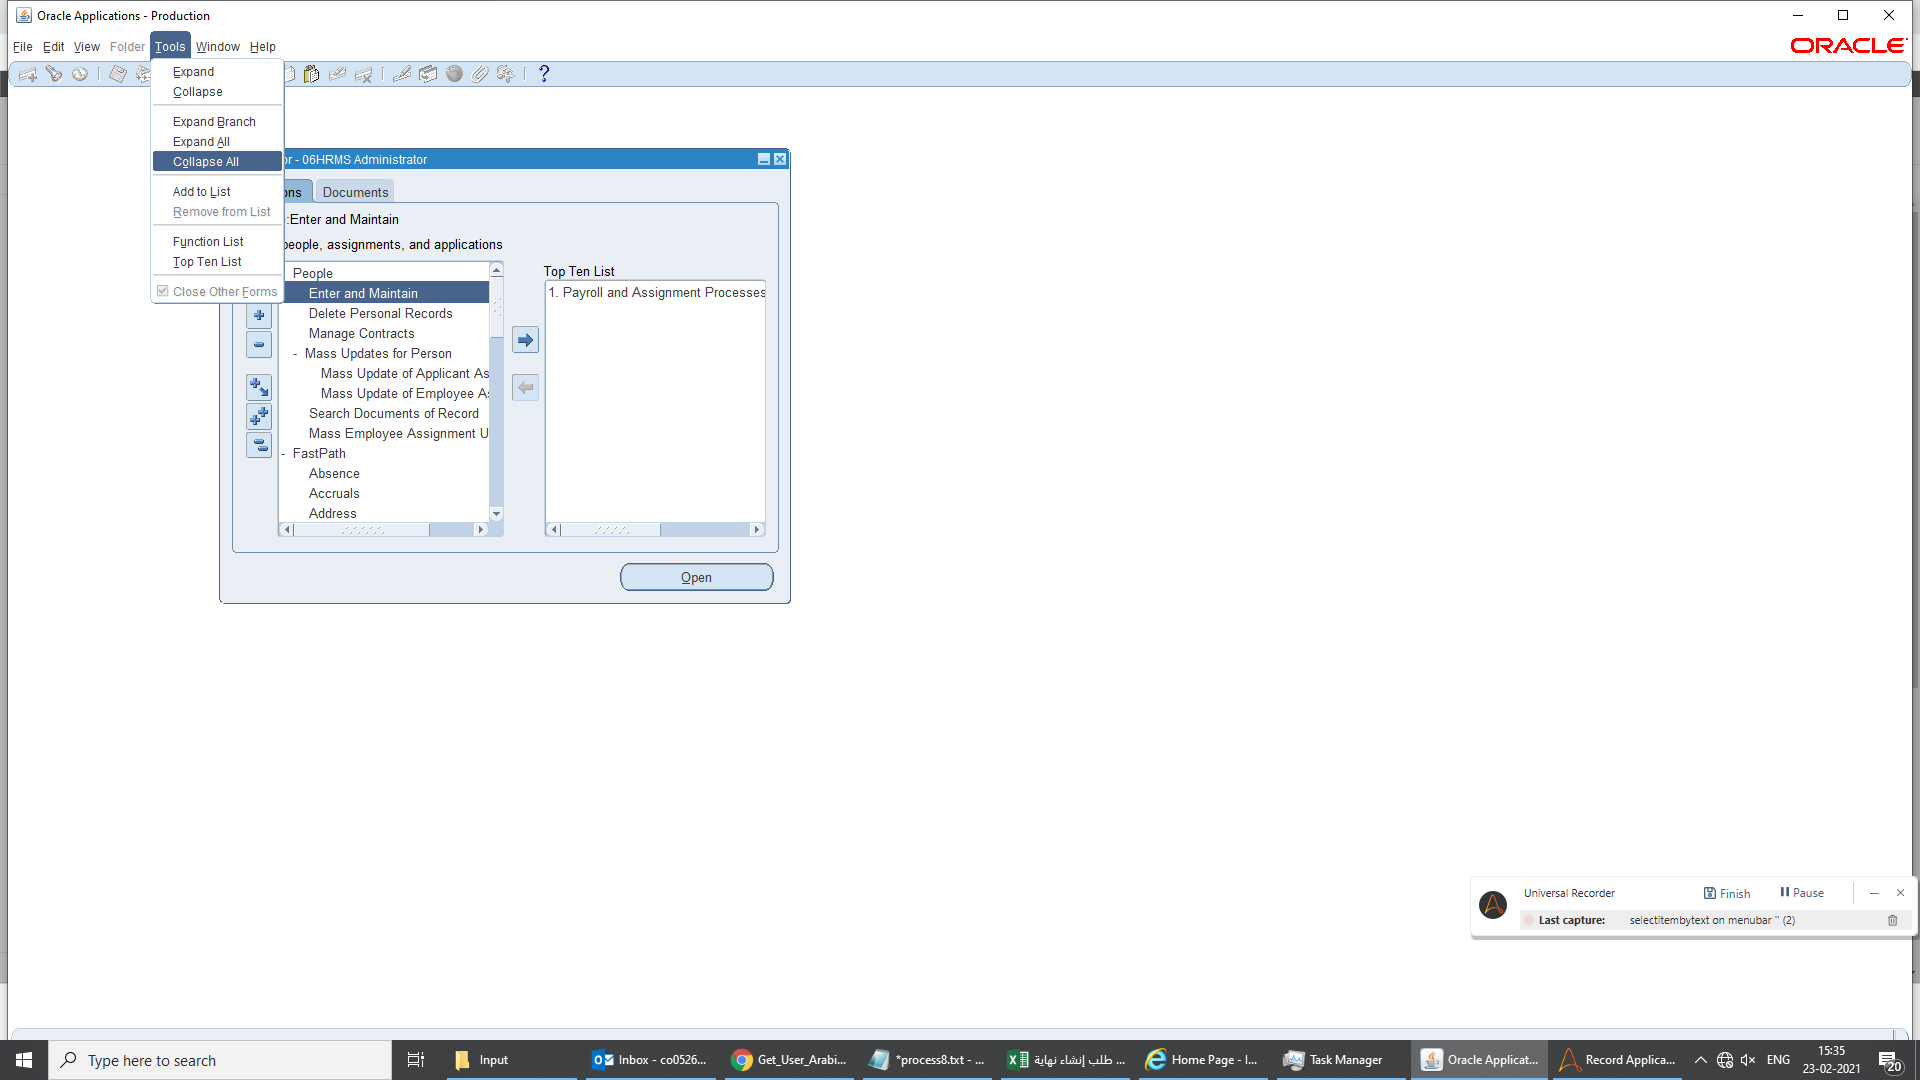 Oracle Applications - Production
File Edit View Folder Tools Window Help
ORACLE
Expand
Collapse
Expand Branch
Expand All
Collapse All
Add to List
Remove from List
Function List
Top Ten List
Close Other Forms
- 06HRMS Administrator
Documents
:Enter and Maintain
people, assignments, and applications
People
Enter and Maintain
Delete Personal Records
Manage Contracts
- Mass Updates for Person
Mass Update of Applicant As
Mass Update of Employee As
Search Documents of Record
Mass Employee Assignment U
- FastPath
Absence
Accruals
Address
Top Ten List
1. Payroll and Assignment Processes
Open
Universal Recorder Finish Pause
Last capture: selectitembytext on menubar '' (2)
Type here to search
Input
Inbox - co0526...
Get_User_Arabi...
*process8.txt - ...
طلب إنشاء نهاية ...
Home Page - I...
Task Manager
Oracle Applicat...
Record Applica...
ENG
15:35
23-02-2021
20